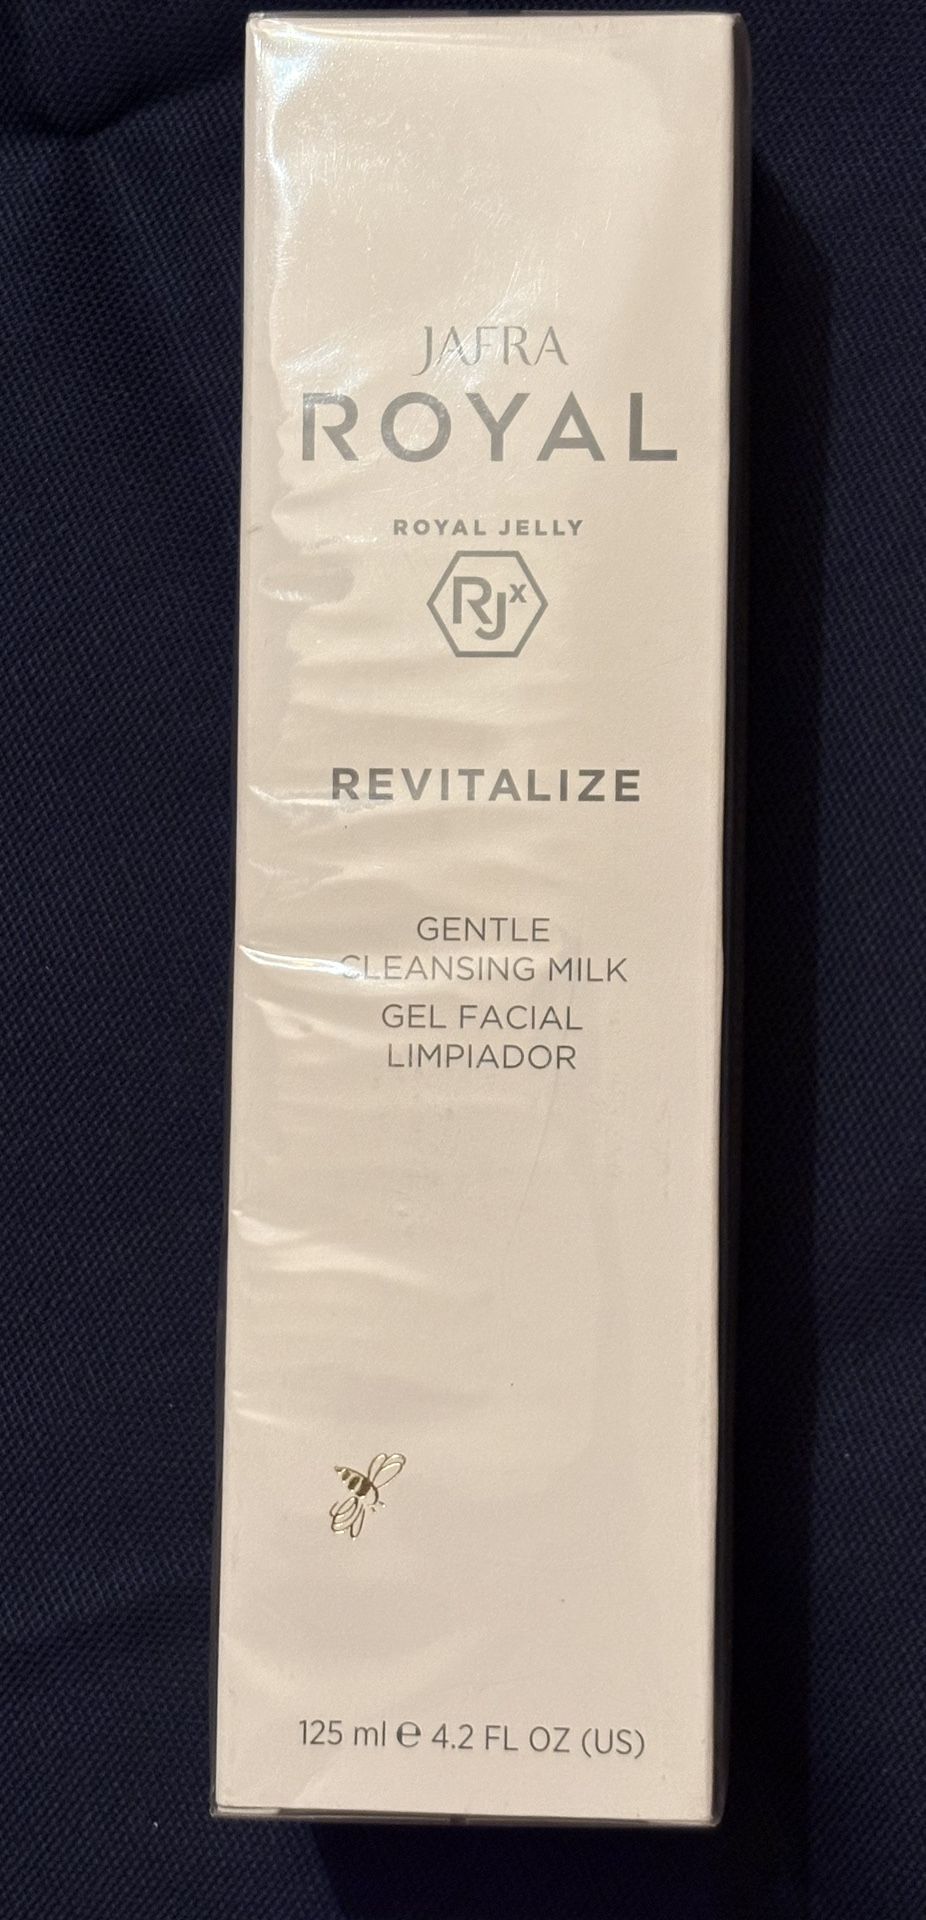 JAFRA
ROYAL
ROYAL JELLY
RJx
REVITALIZE
GENTLE
CLEANSING MILK
GEL FACIAL
LIMPIADOR
125 ml ℮ 4.2 FL OZ (US)